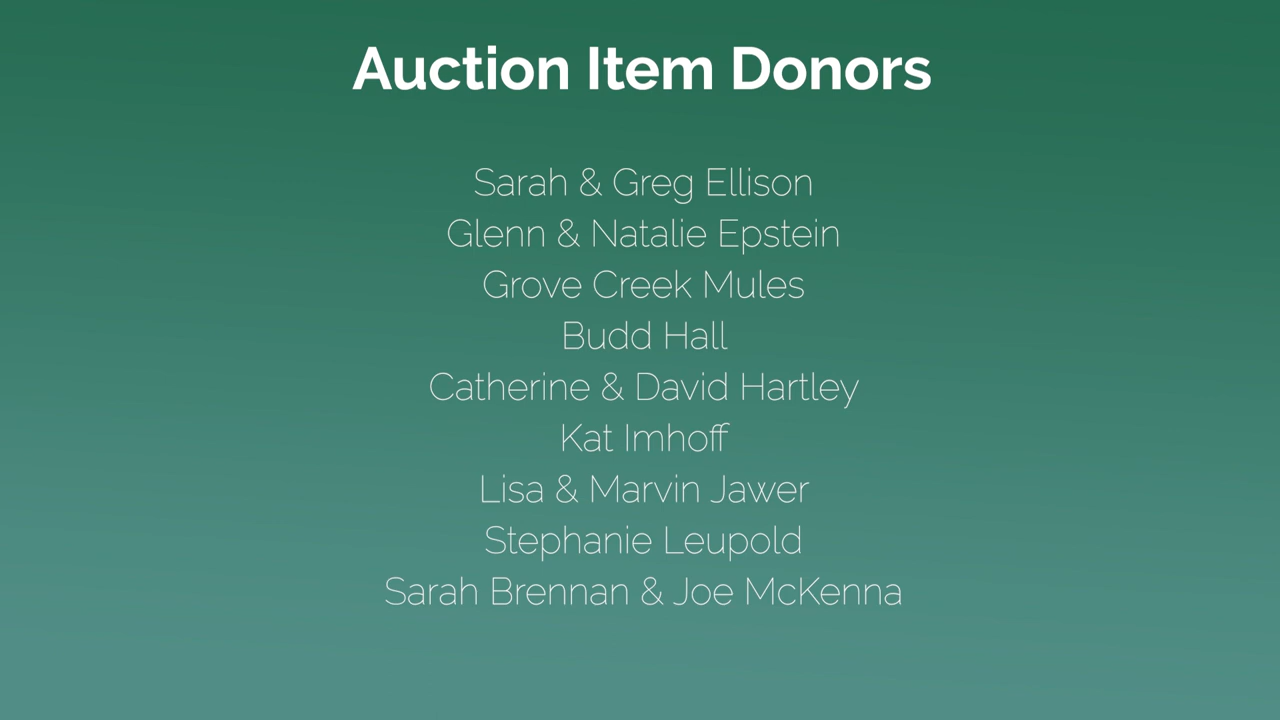 Auction Item Donors
Sarah & Greg Ellison
Glenn & Natalie Epstein
Grove Creek Mules
Budd Hall
Catherine & David Hartley
Kat Imhoff
Lisa & Marvin Jawer
Stephanie Leupold
Sarah Brennan & Joe McKenna